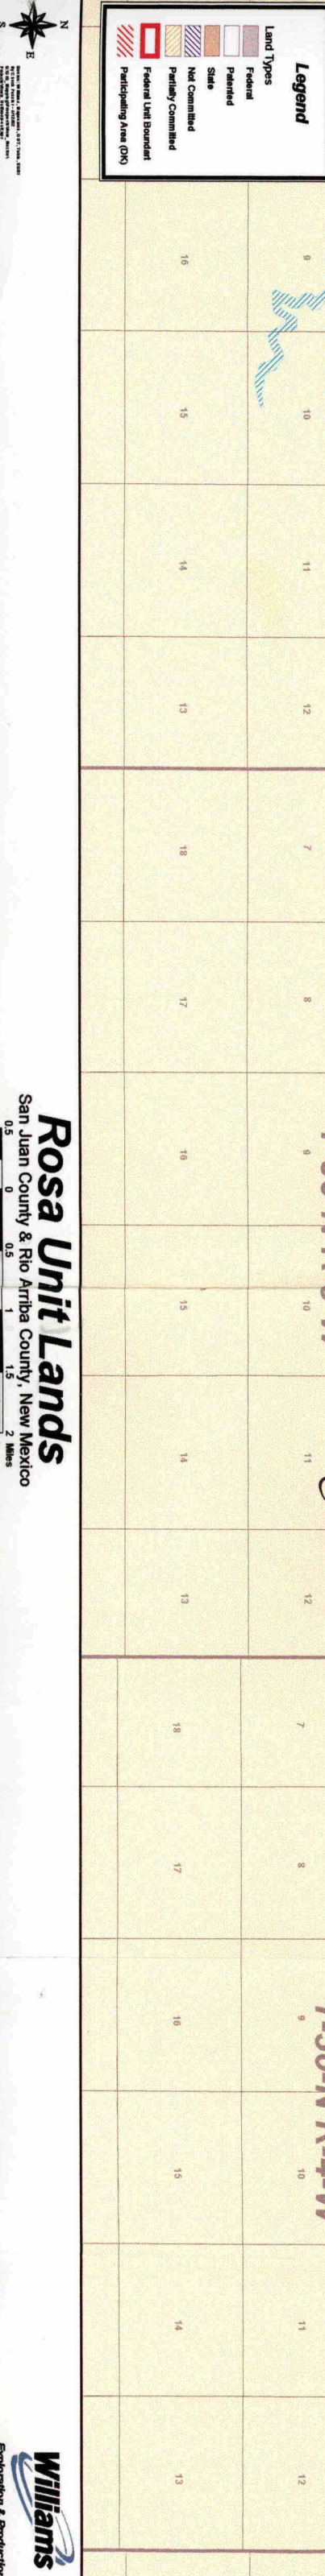 Legend
Land Types
Federal
Patented
State
Not Committed
Partially Committed
Federal Unit Boundart
Participating Area (DK)
9 10 11 12 7 8 9 10 11 12 7 8 9 10 11 12
16 15 14 13 18 17 16 15 14 13 18 17 16 15 14 13
N
E
S
Rosa Unit Lands
San Juan County & Rio Arriba County, New Mexico
0.5 0 0.5 1 1.5 2 Miles
Williams
Exploration & Production